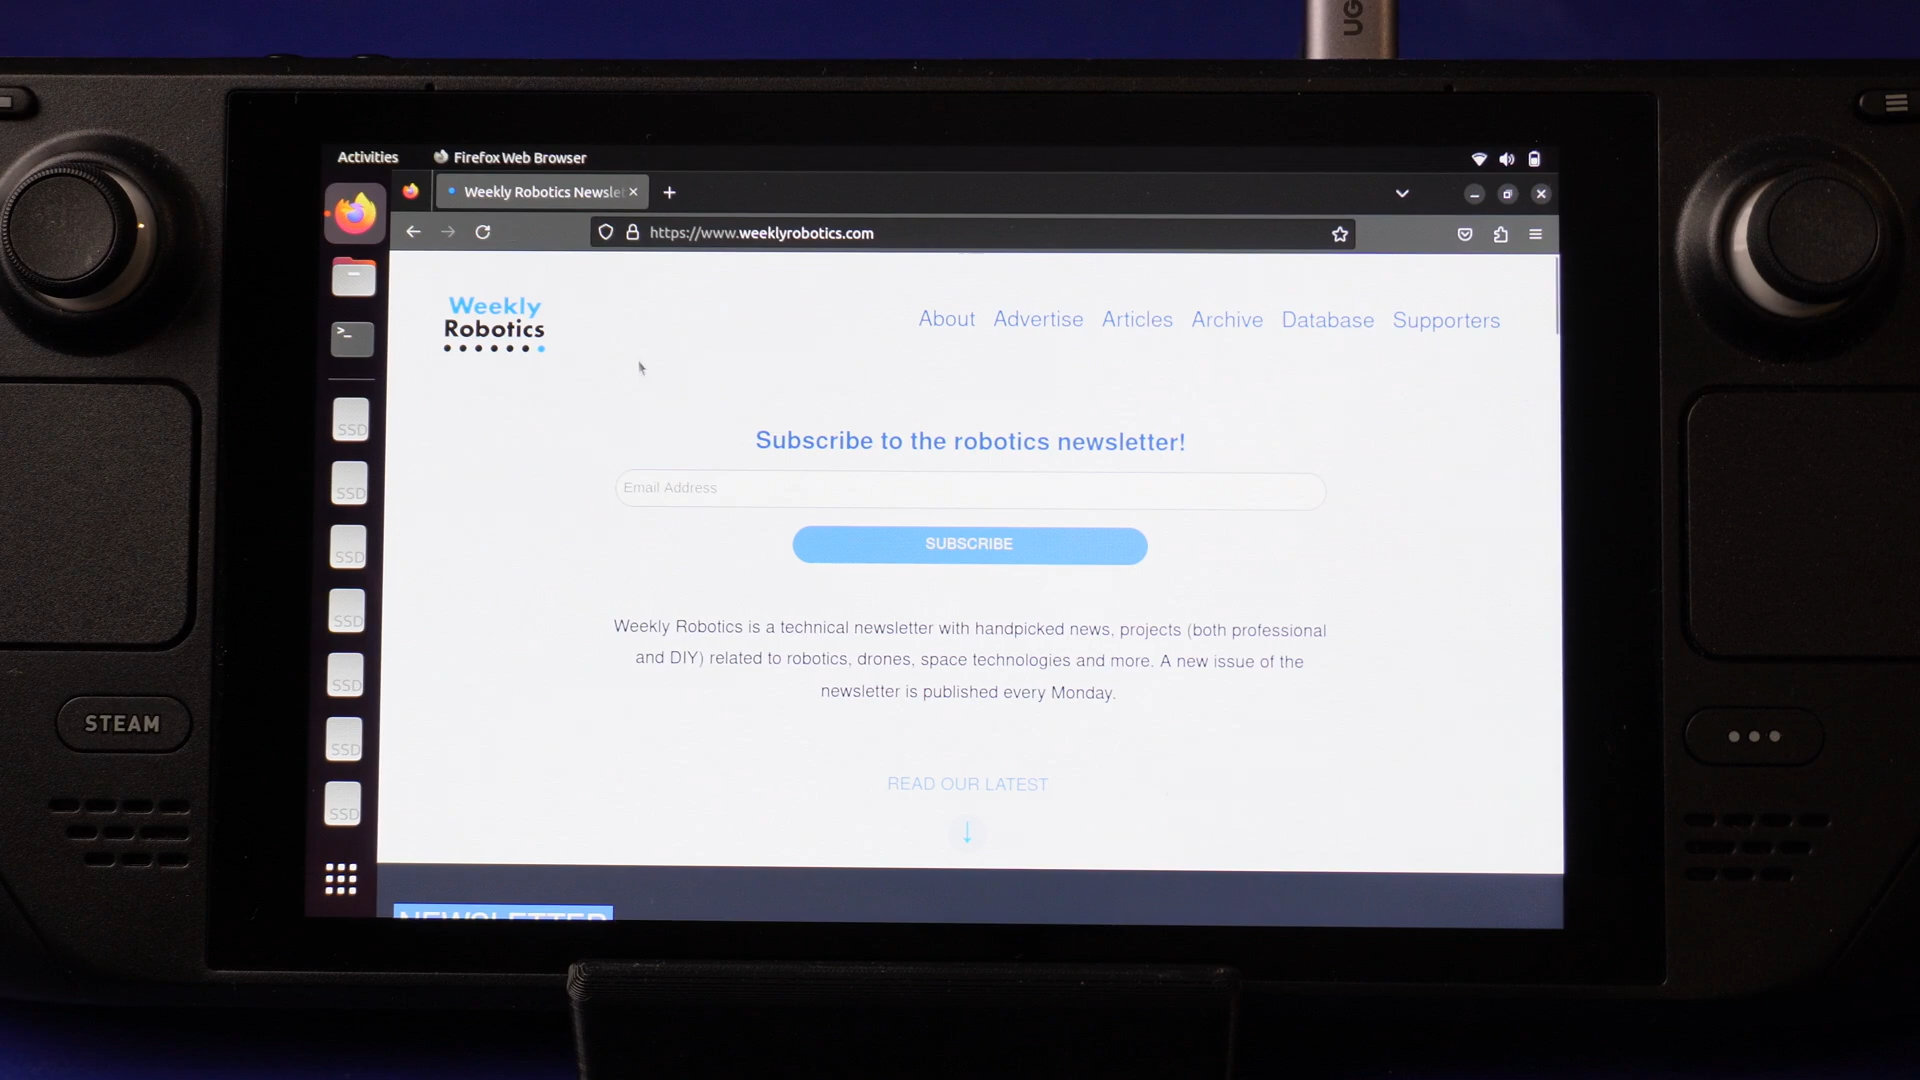 UG
Activities
Firefox Web Browser
Weekly Robotics Newslet
https://www.weeklyrobotics.com
Weekly
Robotics
About Advertise Articles Archive Database Supporters
>_
Subscribe to the robotics newsletter!
Email Address
SUBSCRIBE
SSD
SSD
SSD
SSD
SSD
SSD
SSD
Weekly Robotics is a technical newsletter with handpicked news, projects (both professional
and DIY) related to robotics, drones, space technologies and more. A new issue of the
newsletter is published every Monday.
STEAM
READ OUR LATEST
↓
NEWSLETTER